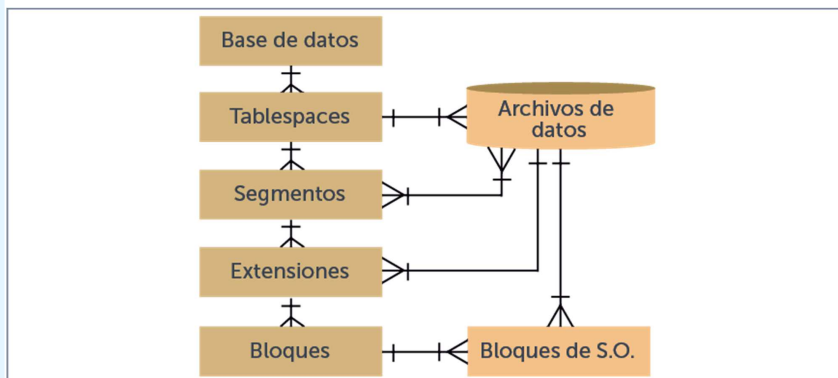 Base de datos
Tablespaces
Archivos de
datos
Segmentos
Extensiones
Bloques
Bloques de S.O.